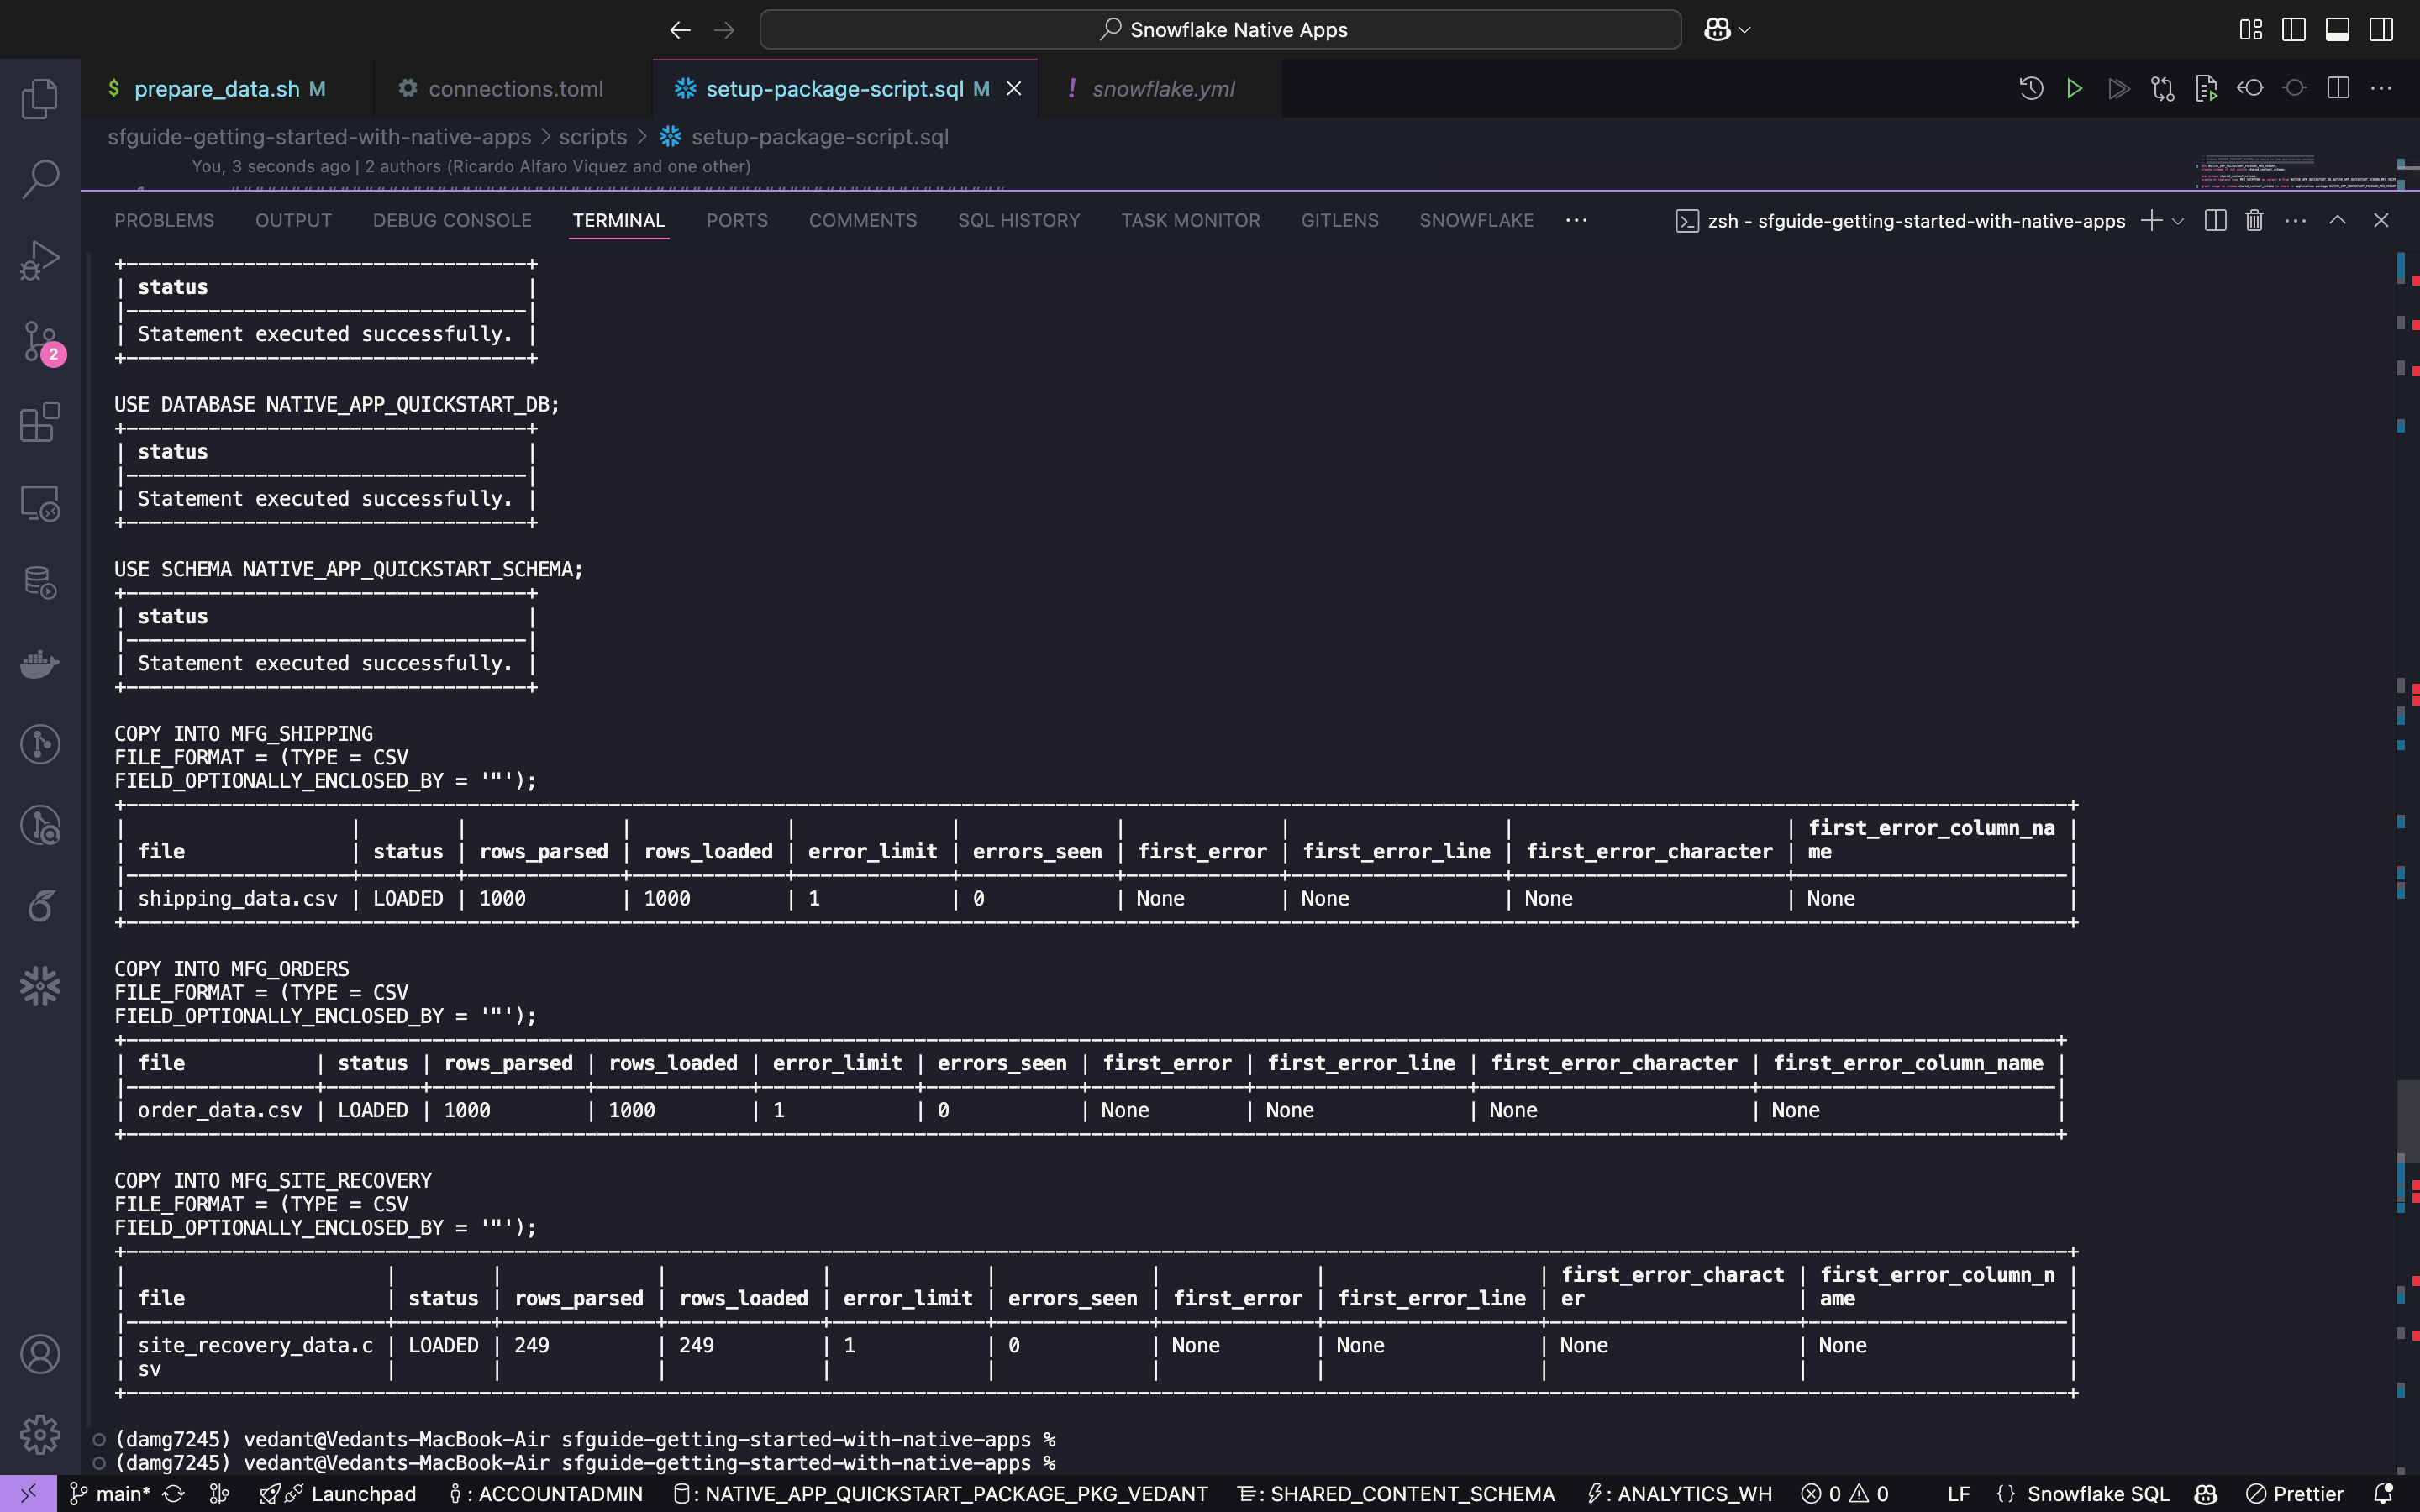 Snowflake Native Apps
$ prepare_data.sh M
connections.toml
setup-package-script.sql M
! snowflake.yml
sfguide-getting-started-with-native-apps > scripts > setup-package-script.sql
You, 3 seconds ago | 2 authors (Ricardo Alfaro Viquez and one other)
PROBLEMS OUTPUT DEBUG CONSOLE TERMINAL PORTS COMMENTS SQL HISTORY TASK MONITOR GITLENS SNOWFLAKE ... zsh - sfguide-getting-started-with-native-apps
+----------------------------------+
| status |
|----------------------------------|
| Statement executed successfully. |
+----------------------------------+
USE DATABASE NATIVE_APP_QUICKSTART_DB;
+----------------------------------+
| status |
|----------------------------------|
| Statement executed successfully. |
+----------------------------------+
USE SCHEMA NATIVE_APP_QUICKSTART_SCHEMA;
+----------------------------------+
| status |
|----------------------------------|
| Statement executed successfully. |
+----------------------------------+
COPY INTO MFG_SHIPPING
FILE_FORMAT = (TYPE = CSV
FIELD_OPTIONALLY_ENCLOSED_BY = '"');
| | | | | | | | | | first_error_column_na |
| file | status | rows_parsed | rows_loaded | error_limit | errors_seen | first_error | first_error_line | first_error_character | me |
| shipping_data.csv | LOADED | 1000 | 1000 | 1 | 0 | None | None | None | None |
COPY INTO MFG_ORDERS
FILE_FORMAT = (TYPE = CSV
FIELD_OPTIONALLY_ENCLOSED_BY = '"');
| file | status | rows_parsed | rows_loaded | error_limit | errors_seen | first_error | first_error_line | first_error_character | first_error_column_name |
| order_data.csv | LOADED | 1000 | 1000 | 1 | 0 | None | None | None | None |
COPY INTO MFG_SITE_RECOVERY
FILE_FORMAT = (TYPE = CSV
FIELD_OPTIONALLY_ENCLOSED_BY = '"');
| | | | | | | | | first_error_charact | first_error_column_n |
| file | status | rows_parsed | rows_loaded | error_limit | errors_seen | first_error | first_error_line | er | ame |
| site_recovery_data.c | LOADED | 249 | 249 | 1 | 0 | None | None | None | None |
| sv | | | | | | | | | |
(damg7245) vedant@Vedants-MacBook-Air sfguide-getting-started-with-native-apps %
(damg7245) vedant@Vedants-MacBook-Air sfguide-getting-started-with-native-apps %
2
main* Launchpad : ACCOUNTADMIN : NATIVE_APP_QUICKSTART_PACKAGE_PKG_VEDANT : SHARED_CONTENT_SCHEMA : ANALYTICS_WH 0 0 LF {} Snowflake SQL Prettier